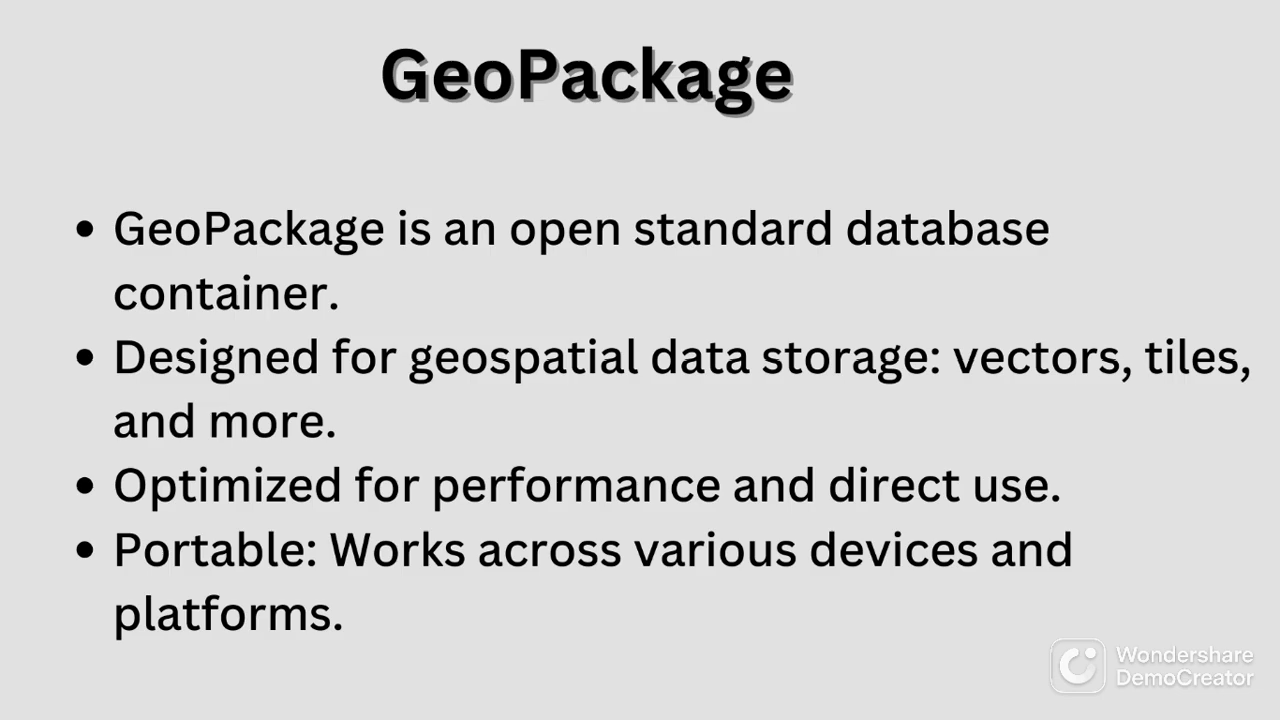 GeoPackage
• GeoPackage is an open standard database
container.
• Designed for geospatial data storage: vectors, tiles,
and more.
• Optimized for performance and direct use.
• Portable: Works across various devices and
platforms.
Wondershare
DemoCreator